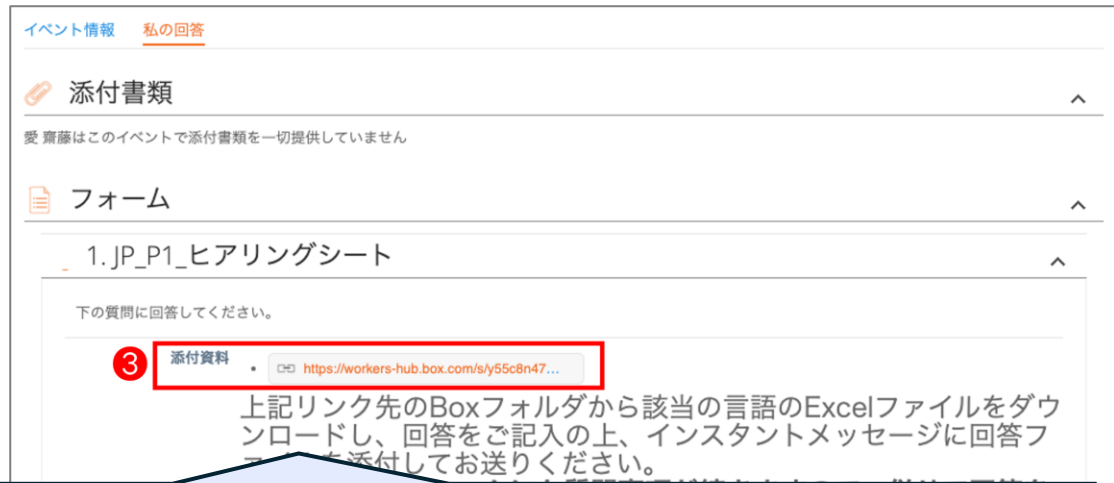 イベント情報 私の回答
添付書類
愛 齋藤はこのイベントで添付書類を一切提供していません
フォーム
1. JP_P1_ヒアリングシート
下の質問に回答してください。
3 添付資料 • https://workers-hub.box.com/s/y55c8n47...
上記リンク先のBoxフォルダから該当の言語のExcelファイルをダウ
ンロードし、回答をご記入の上、インスタントメッセージに回答フ
を添付してお送りください。